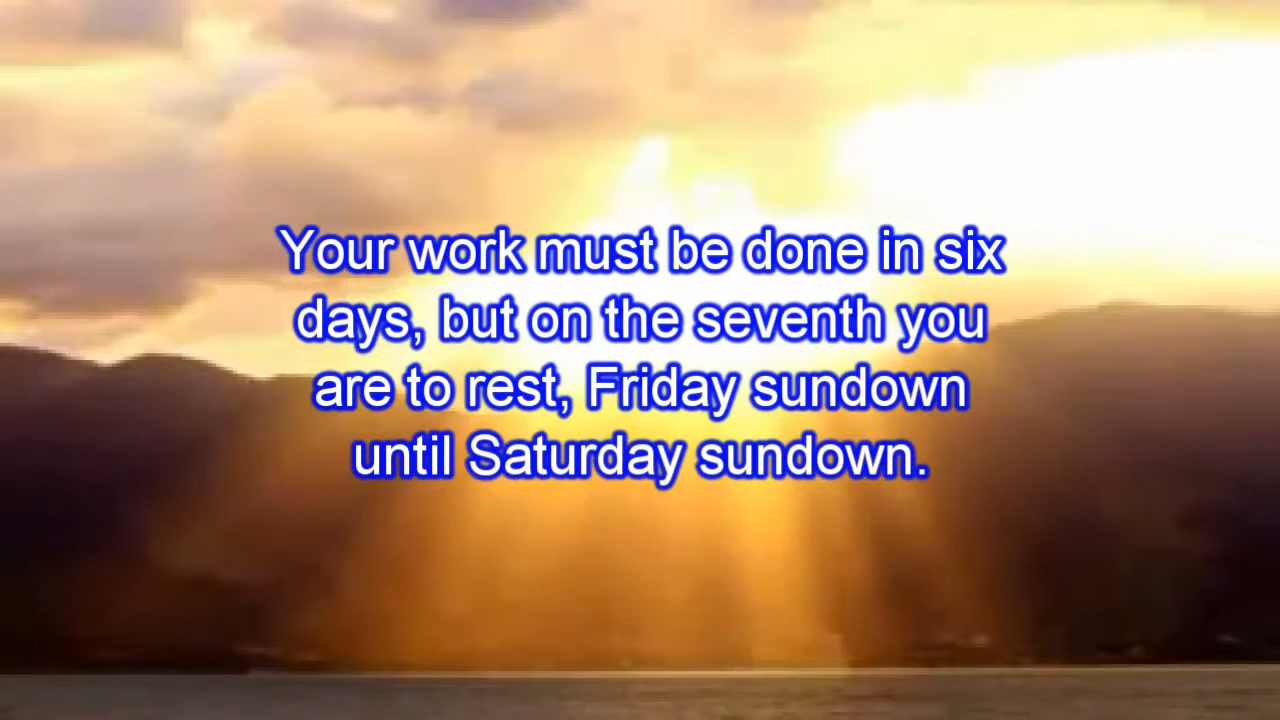 Your work must be done in six
days, but on the seventh you
are to rest, Friday sundown
until Saturday sundown.